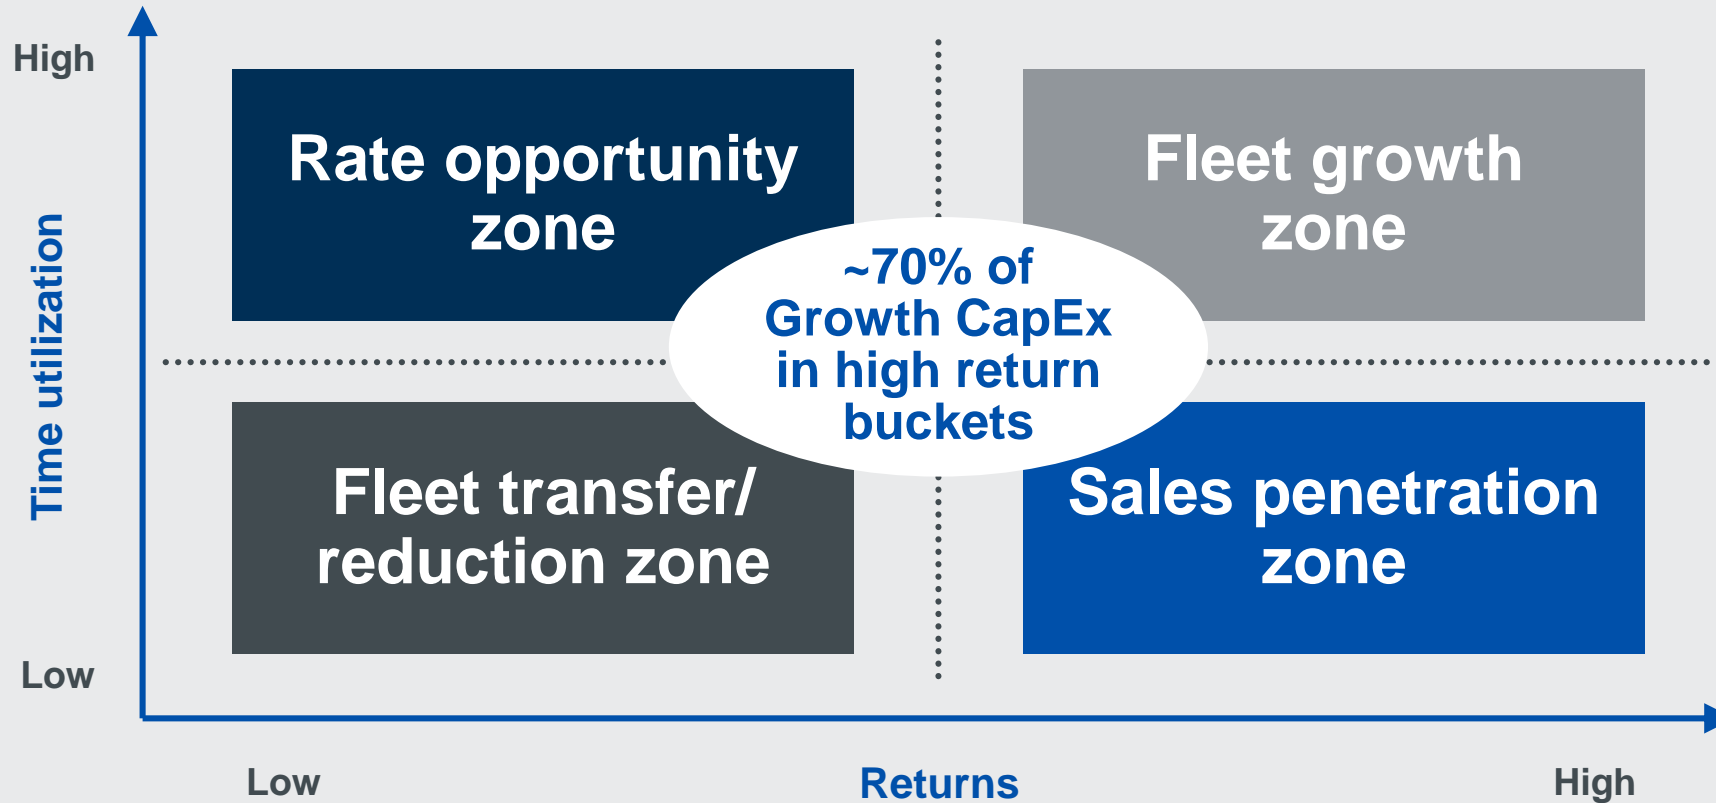 High
Rate opportunity
zone
Fleet growth
zone
~70% of
Growth CapEx
in high return
buckets
Time utilization
Fleet transfer/
reduction zone
Sales penetration
zone
Low
Low
Returns
High